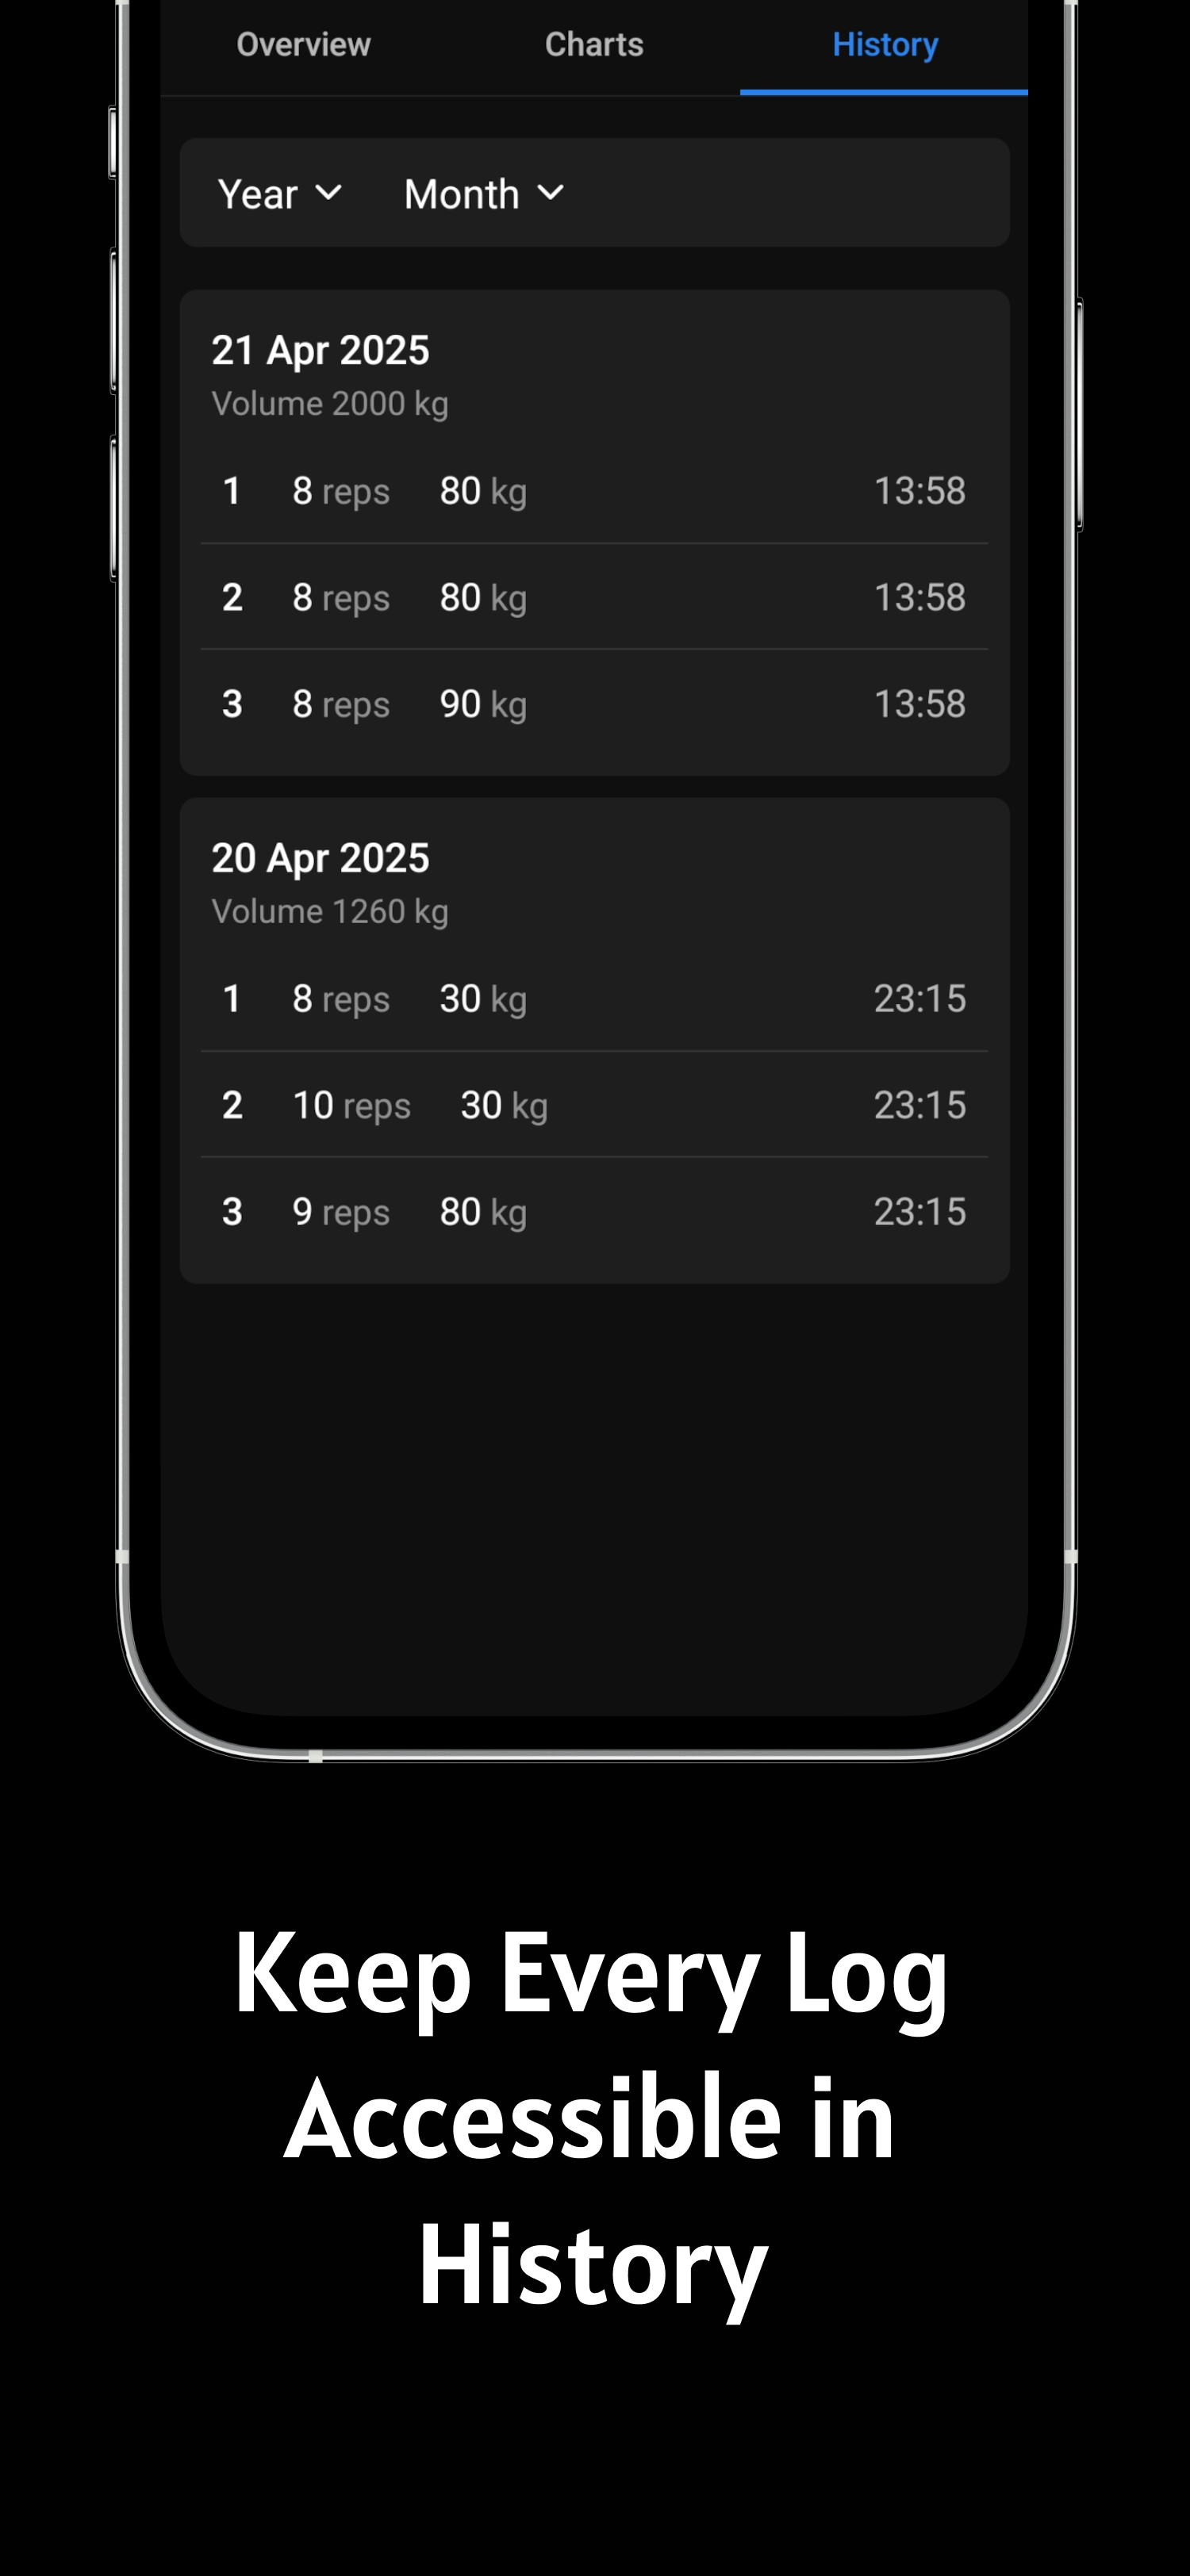 Overview Charts History
Year Month
21 Apr 2025
Volume 2000 kg
1 8 reps 80 kg 13:58
2 8 reps 80 kg 13:58
3 8 reps 90 kg 13:58
20 Apr 2025
Volume 1260 kg
1 8 reps 30 kg 23:15
2 10 reps 30 kg 23:15
3 9 reps 80 kg 23:15
Keep Every Log
Accessible in
History